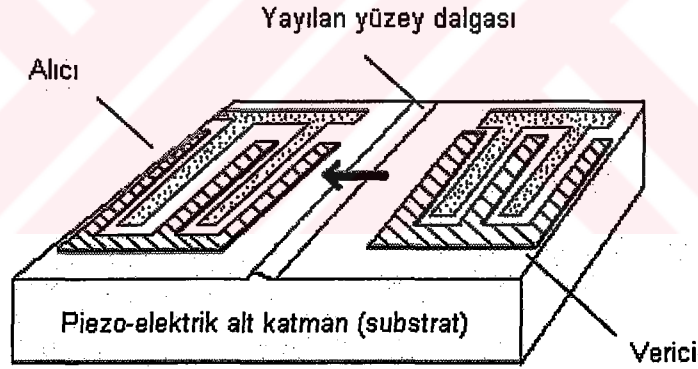 Yayılan yüzey dalgası
Alıcı
Piezo-elektrik alt katman (substrat)
Verici